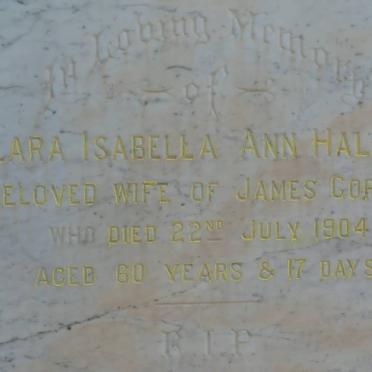 In Loving Memory
of
LARA ISABELLA ANN HAL
ELOVED WIFE OF JAMES GOR
WHO DIED 22ND JULY, 1904
AGED 60 YEARS & 17 DAYS
R.I.P.